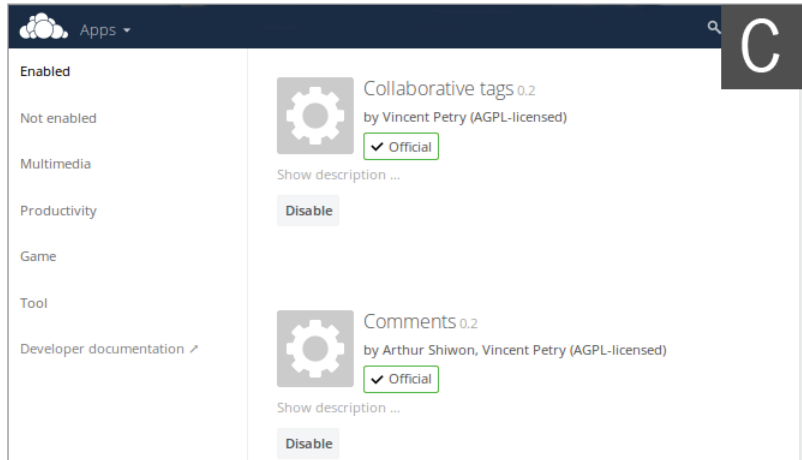 Apps
C
Enabled
Not enabled
Multimedia
Productivity
Game
Tool
Developer documentation ↗
Collaborative tags 0.2
by Vincent Petry (AGPL-licensed)
✓ Official
Show description ...
Disable
Comments 0.2
by Arthur Shiwon, Vincent Petry (AGPL-licensed)
✓ Official
Show description ...
Disable